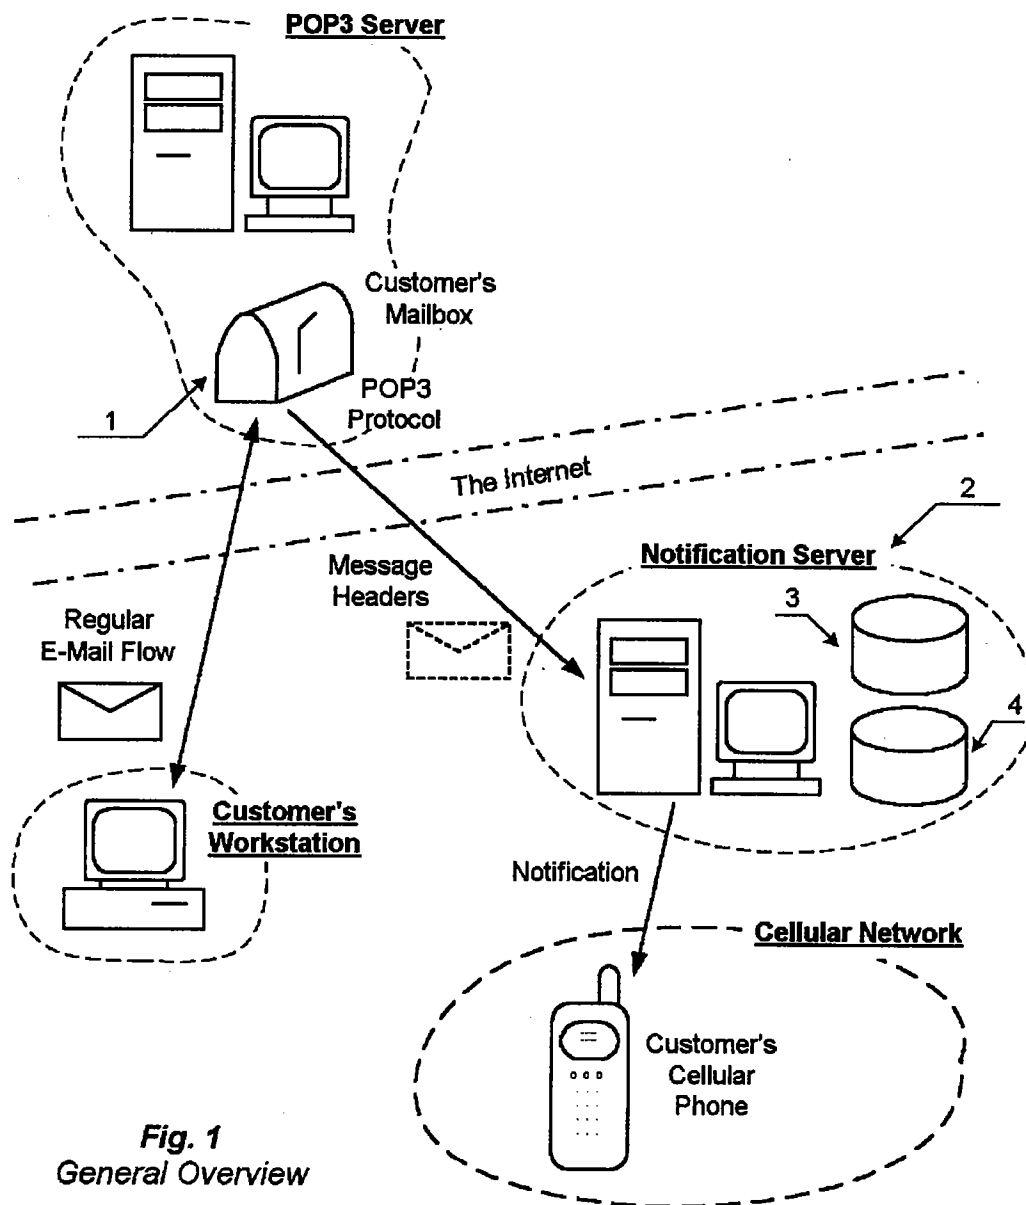 POP3 Server
Customer's
Mailbox
POP3
Protocol
1
The Internet
2
Notification Server
Message
Headers
3
Regular
E-Mail Flow
4
Customer's
Workstation
Notification
Cellular Network
Customer's
Cellular
Phone
Fig. 1
General Overview